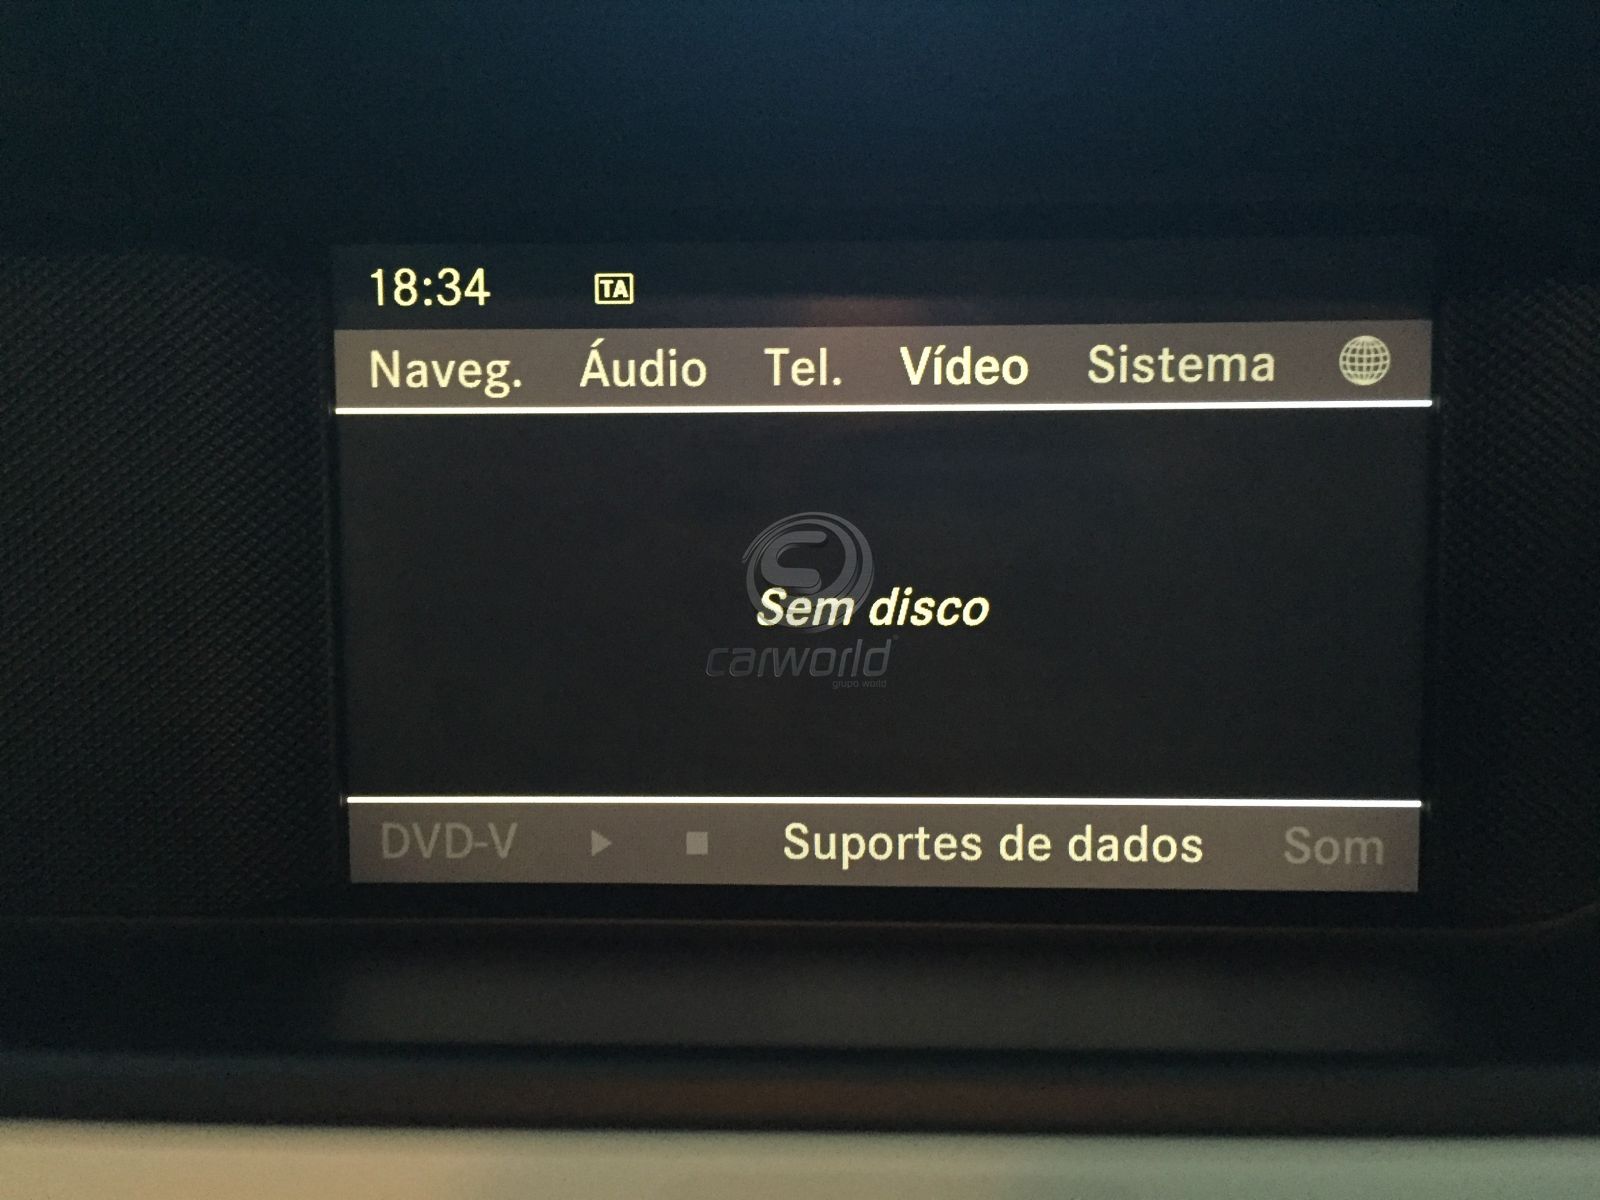 18:34 TA
Naveg. Áudio Tel. Vídeo Sistema
Sem disco
carworld
grupo world
DVD-V Suportes de dados Som